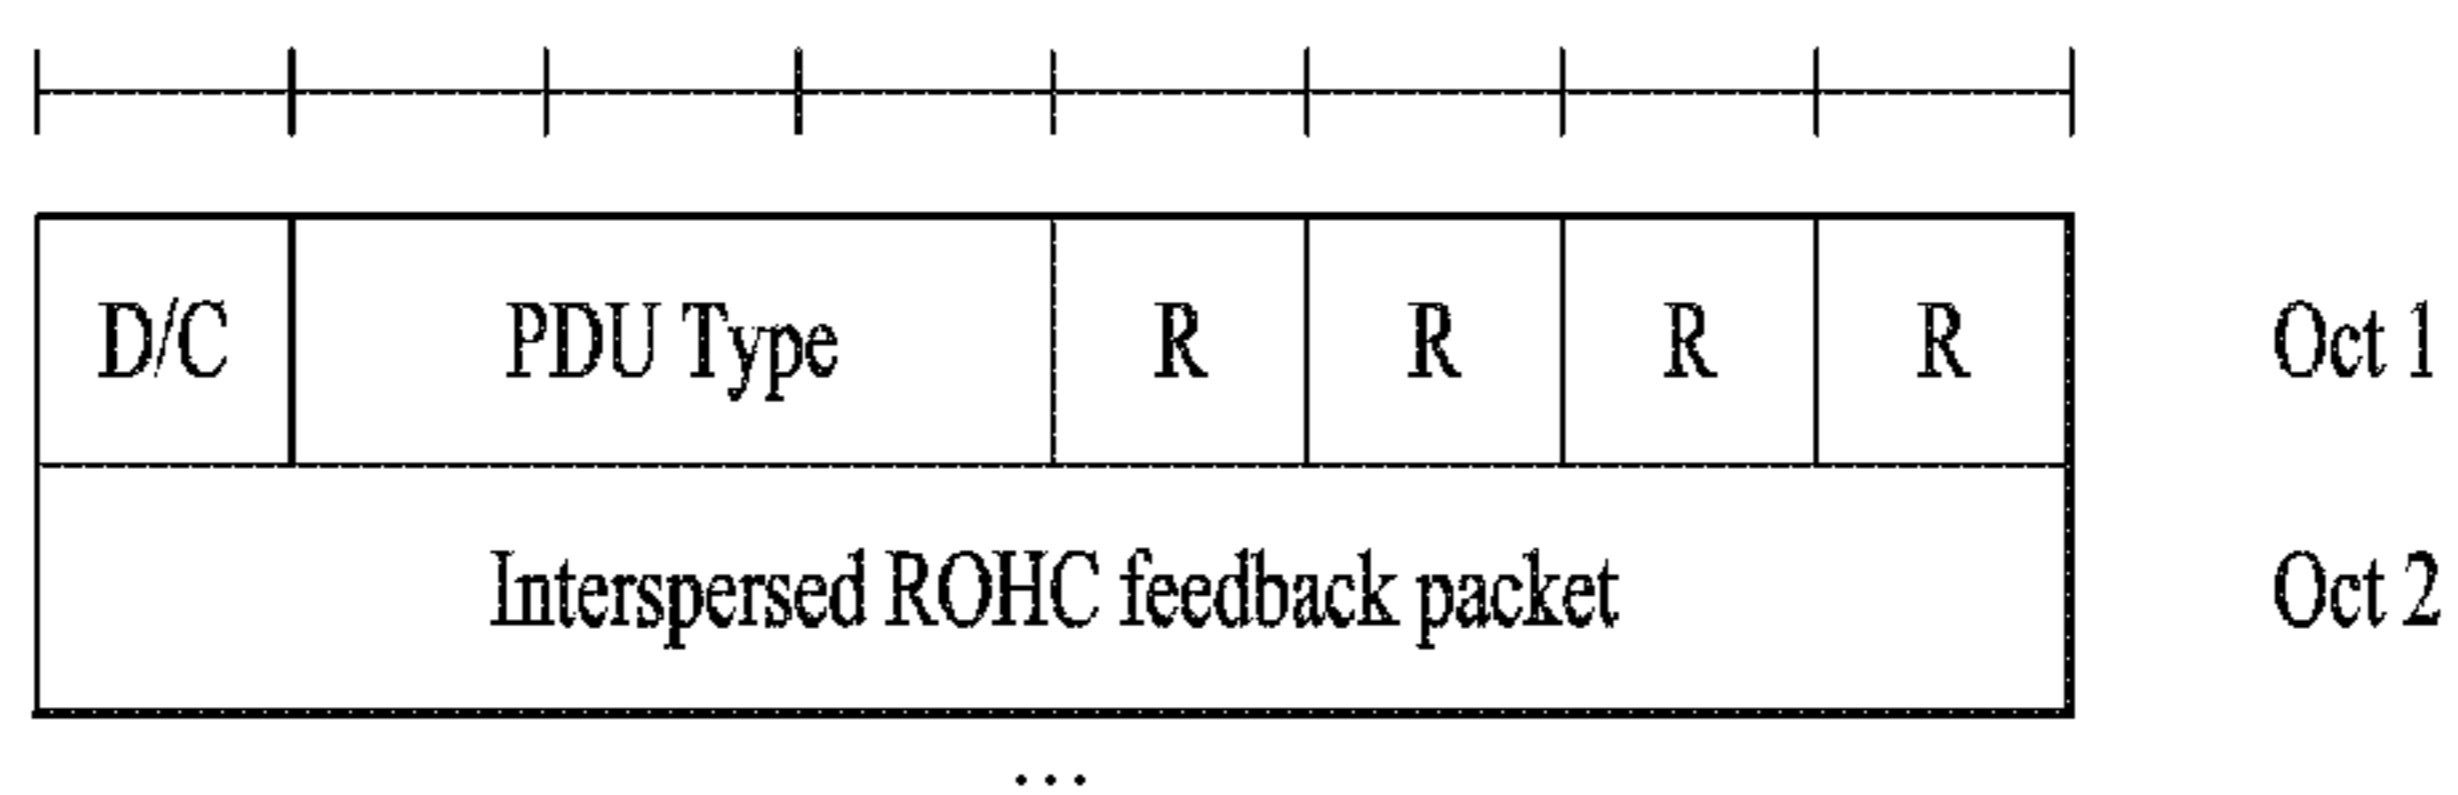 D/C PDU Type R R R R Oct 1
Interspersed ROHC feedback packet Oct 2
...